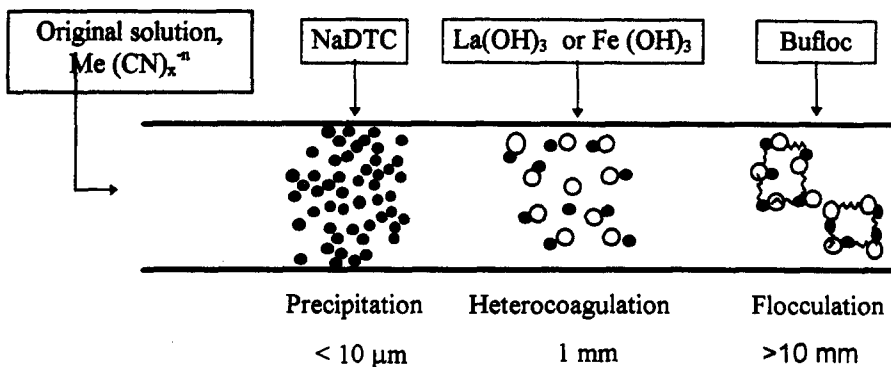 Original solution,
Me (CN)ₓ⁻ⁿ
NaDTC
La(OH)₃ or Fe (OH)₃
Bufloc
Precipitation
Heterocoagulation
Flocculation
< 10 µm
1 mm
>10 mm